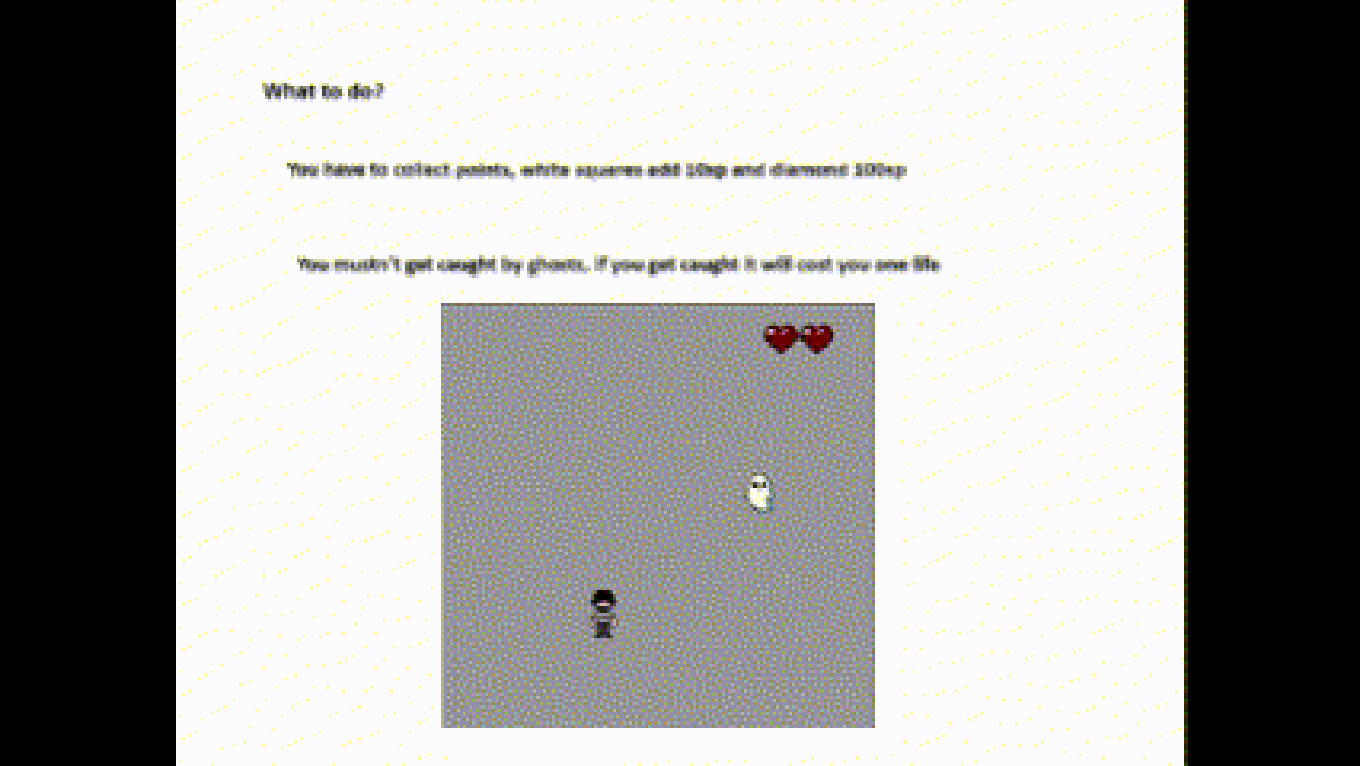 What to do?
You have to collect points, white squares add 10xp and diamond 100xp
You mustn't get caught by ghosts, if you get caught it will cost you one life